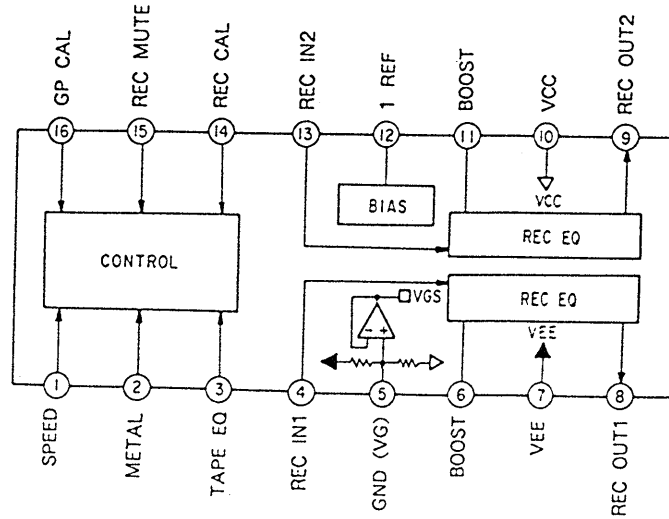 GP CAL
REC MUTE
REC CAL
REC IN2
1 REF
BOOST
VCC
REC OUT2
16
15
14
13
12
11
10
9
VCC
BIAS
CONTROL
REC EQ
REC EQ
VGS
- +
VEE
1
2
3
4
5
6
7
8
SPEED
METAL
TAPE EQ
REC IN1
GND (VG)
BOOST
VEE
REC OUT1